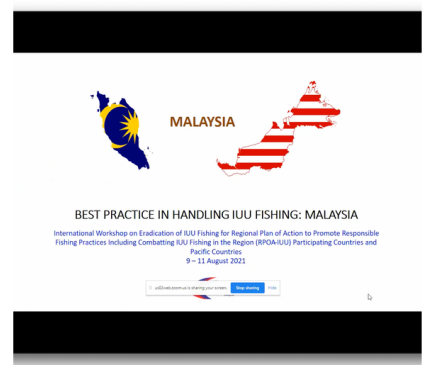 MALAYSIA
BEST PRACTICE IN HANDLING IUU FISHING: MALAYSIA
International Workshop on Eradication of IUU Fishing for Regional Plan of Action to Promote Responsible
Fishing Practices Including Combatting IUU Fishing in the Region (RPOA-IUU) Participating Countries and
Pacific Countries
9 – 11 August 2021
is sharing your screen. Stop sharing Hide